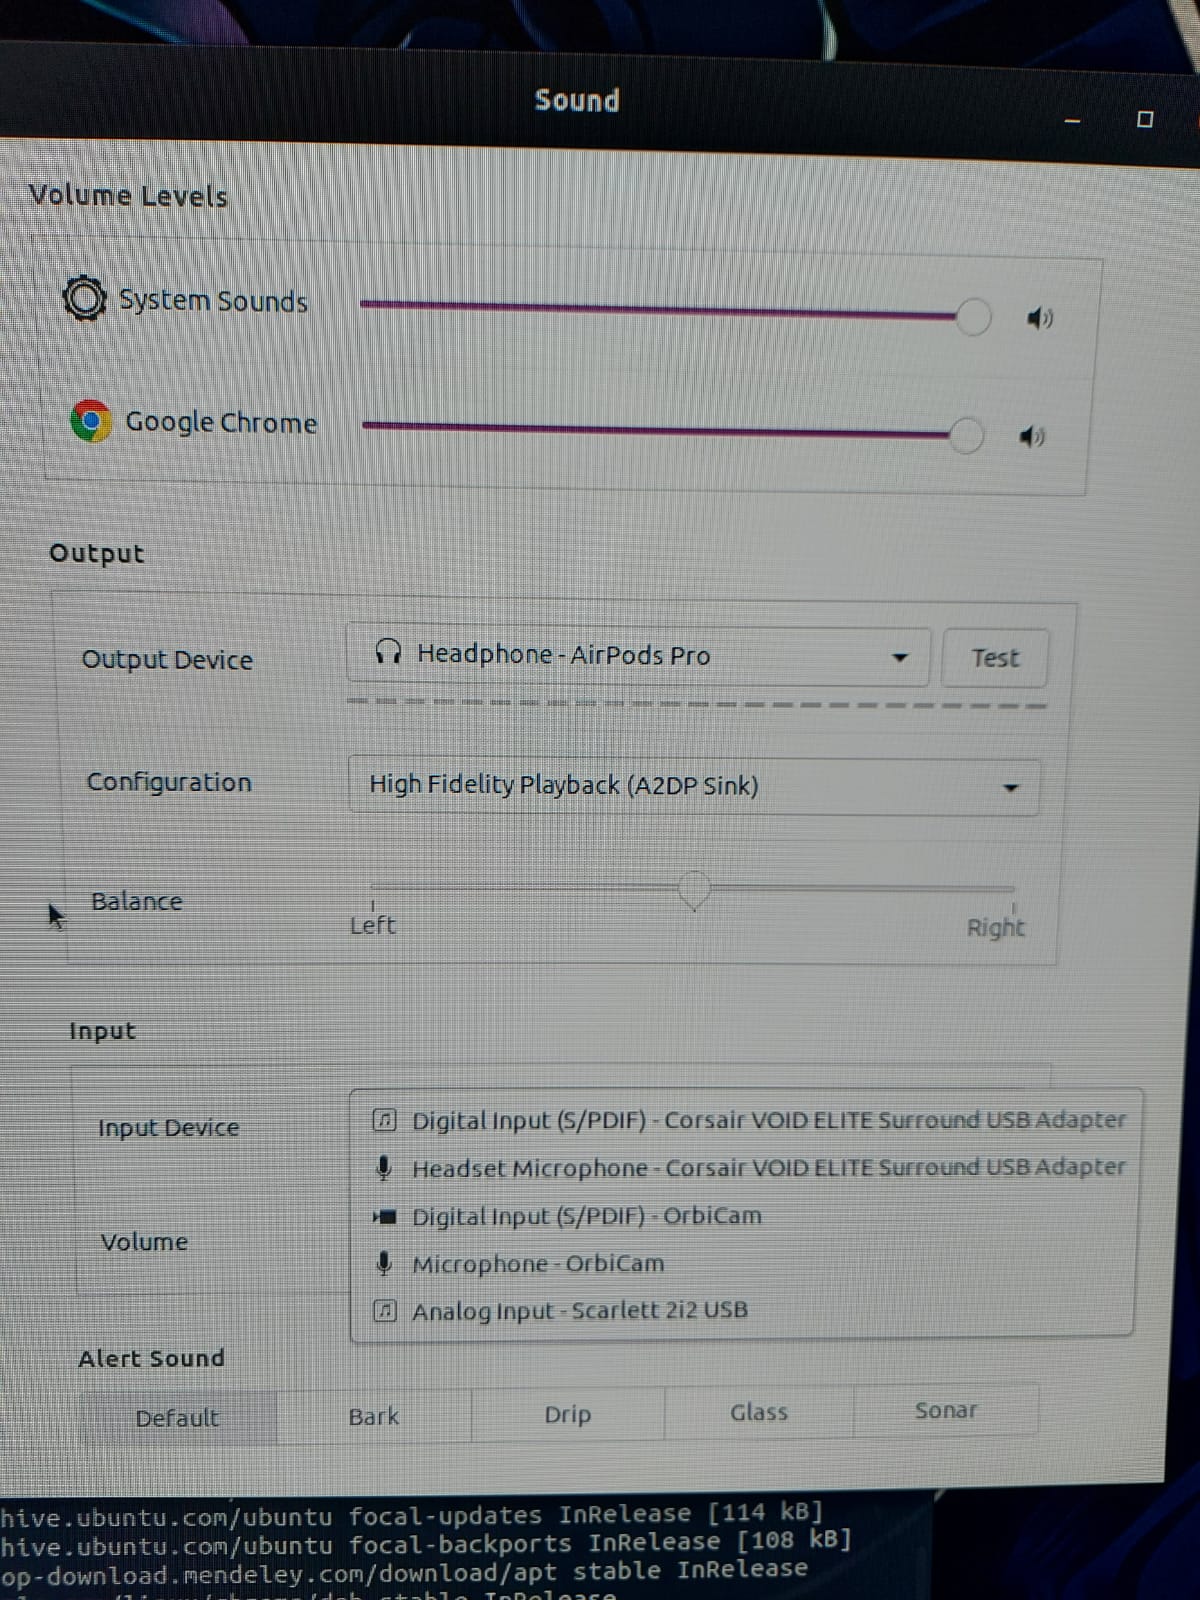 Sound
Volume Levels
System Sounds
Google Chrome
Output
Output Device
Headphone - AirPods Pro
Test
Configuration
High Fidelity Playback (A2DP Sink)
Balance
Left
Right
Input
Input Device
Digital Input (S/PDIF) - Corsair VOID ELITE Surround USB Adapter
Headset Microphone - Corsair VOID ELITE Surround USB Adapter
Digital Input (S/PDIF) - OrbiCam
Volume
Microphone - OrbiCam
Analog Input - Scarlett 2i2 USB
Alert Sound
Default Bark Drip Glass Sonar
hive.ubuntu.com/ubuntu focal-updates InRelease [114 kB]
hive.ubuntu.com/ubuntu focal-backports InRelease [108 kB]
op-download.mendeley.com/download/apt stable InRelease
stable InRelease